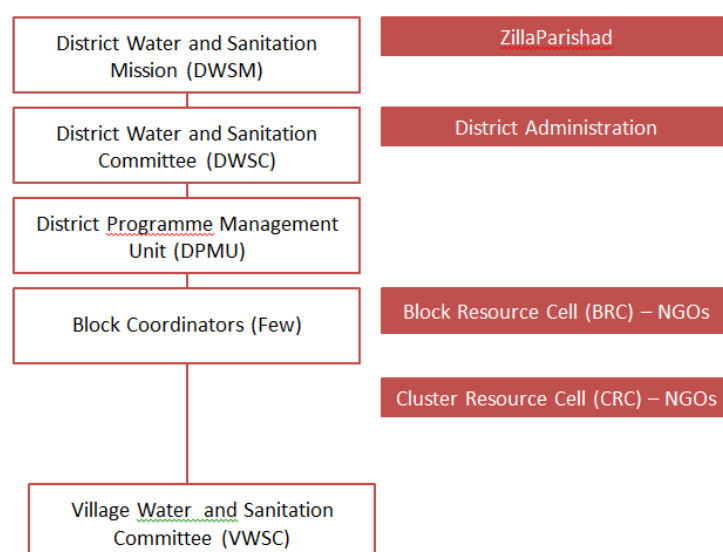 District Water and Sanitation
Mission (DWSM)
ZillaParishad
District Water and Sanitation
Committee (DWSC)
District Administration
District Programme Management
Unit (DPMU)
Block Coordinators (Few)
Block Resource Cell (BRC) – NGOs
Cluster Resource Cell (CRC) – NGOs
Village Water and Sanitation
Committee (VWSC)